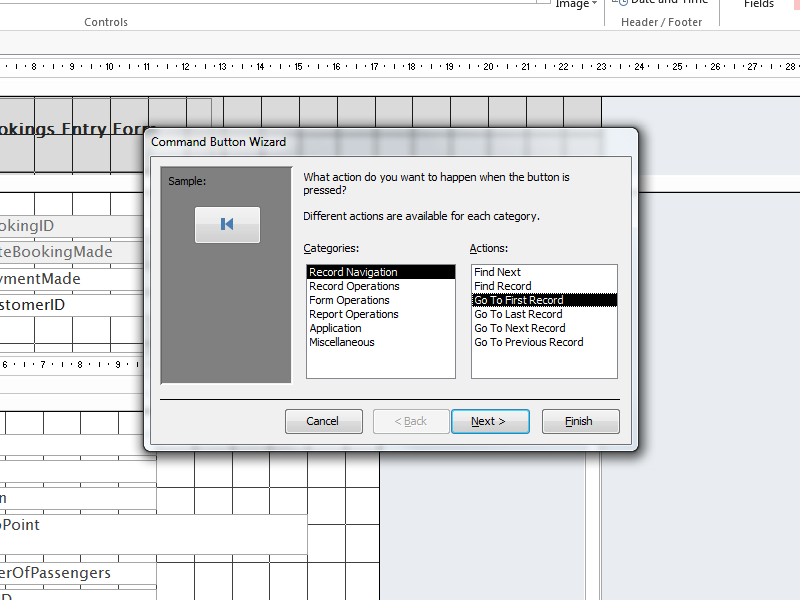 Image
Date and Time
Fields
Controls
Header / Footer
8 9 10 11 12 13 14 15 16 17 18 19 20 21 22 23 24 25 26 27 28
okings Entry Form
Command Button Wizard
Sample:
What action do you want to happen when the button is
pressed?
Different actions are available for each category.
Categories:
Actions:
Record Navigation
Record Operations
Form Operations
Report Operations
Application
Miscellaneous
Find Next
Find Record
Go To First Record
Go To Last Record
Go To Next Record
Go To Previous Record
Cancel
< Back
Next >
Finish
okingID
teBookingMade
ymentMade
stomerID
6 7 8 9
n
pPoint
erOfPassengers
ID